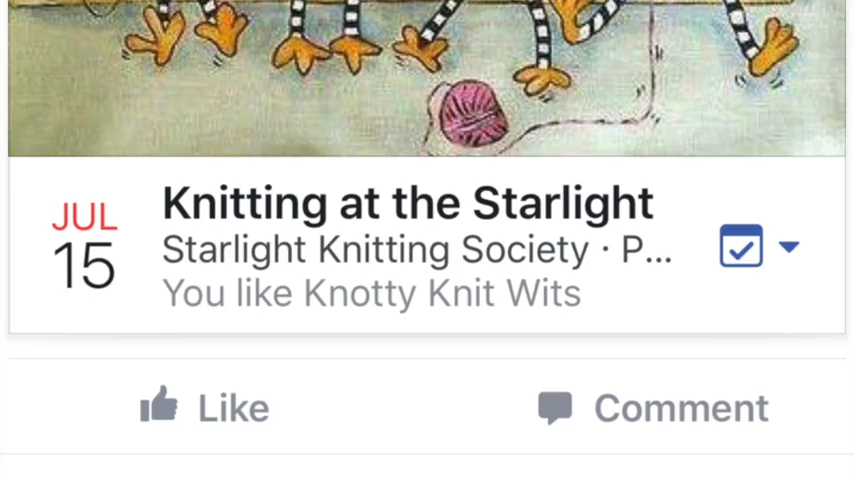 JUL
15
Knitting at the Starlight
Starlight Knitting Society · P...
You like Knotty Knit Wits
Like
Comment